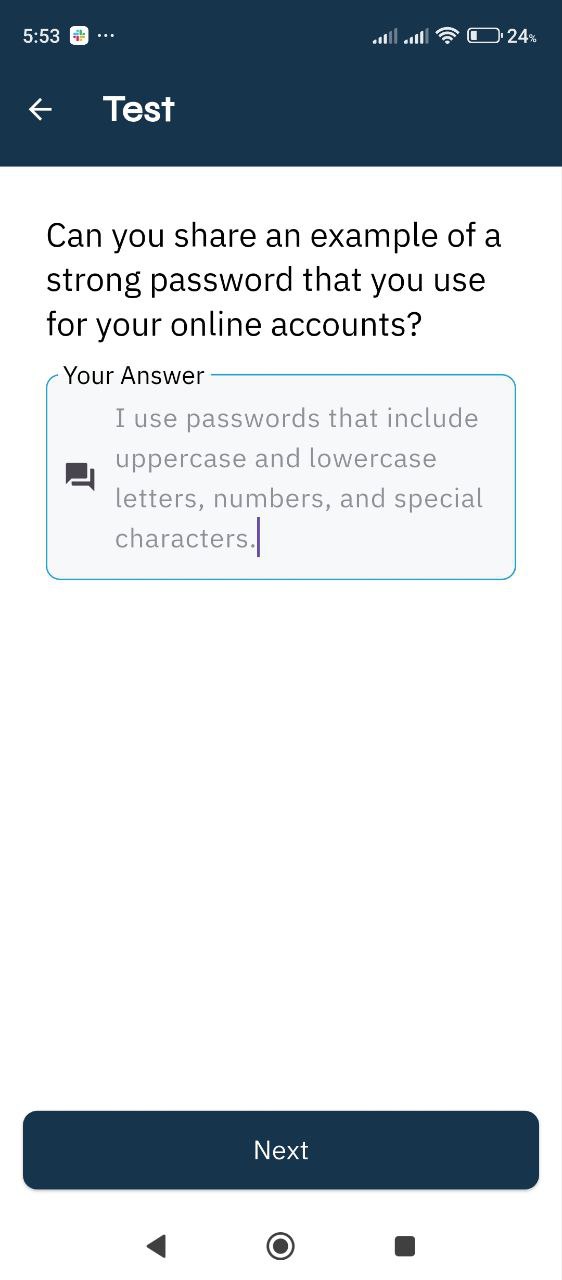 5:53 ... 24%
Test
Can you share an example of a
strong password that you use
for your online accounts?
Your Answer
I use passwords that include
uppercase and lowercase
letters, numbers, and special
characters.
Next